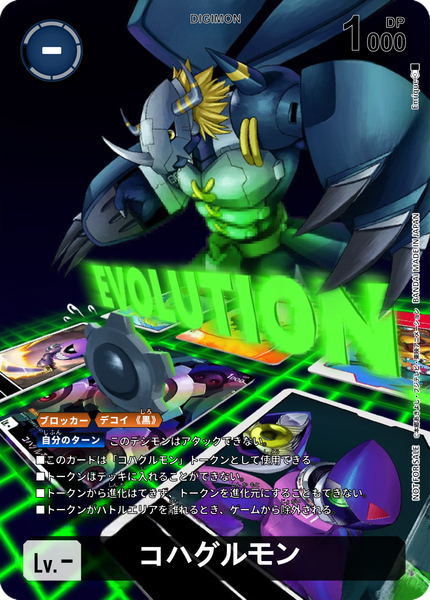 DIGIMON
DP
1000
EVOLUTION
ブロッカー デコイ《黒》
自分のターン このデジモンはアタックできない。
■このカードは「コハグルモン」トークンとして使用できる
■トークンはデッキに入れることができない。
■トークンから進化はできず、トークンを進化元にすることもできない。
■トークンがバトルエリアを離れるとき、ゲームから除外される。
Lv.-
コハグルモン
NOT FOR SALE
BANDAI MADE IN JAPAN